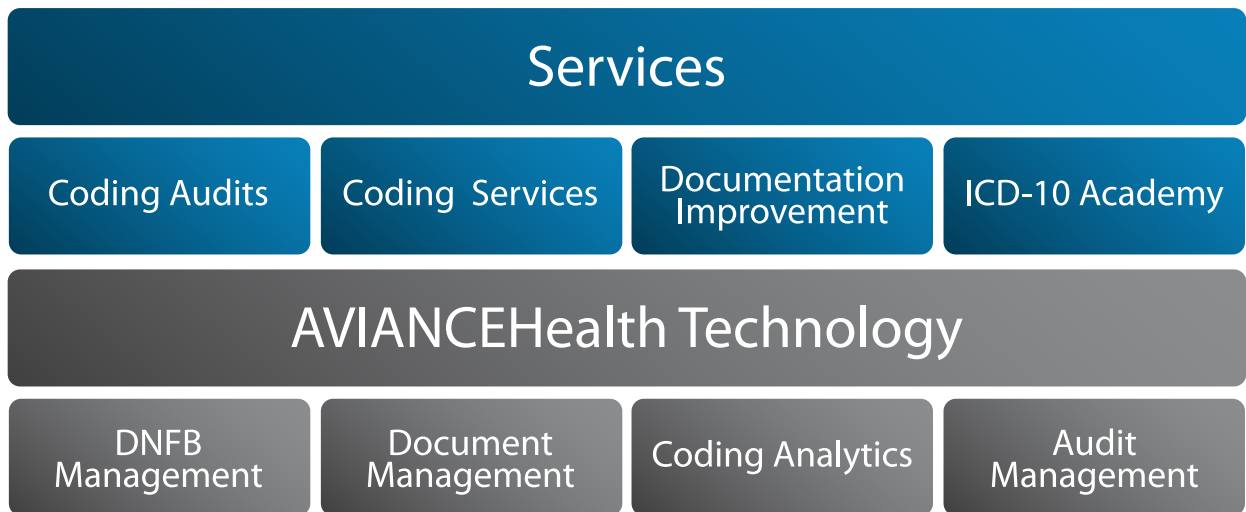 Services
Coding Audits
Coding Services
Documentation
Improvement
ICD-10 Academy
AVIANCEHealth Technology
DNFB
Management
Document
Management
Coding Analytics
Audit
Management